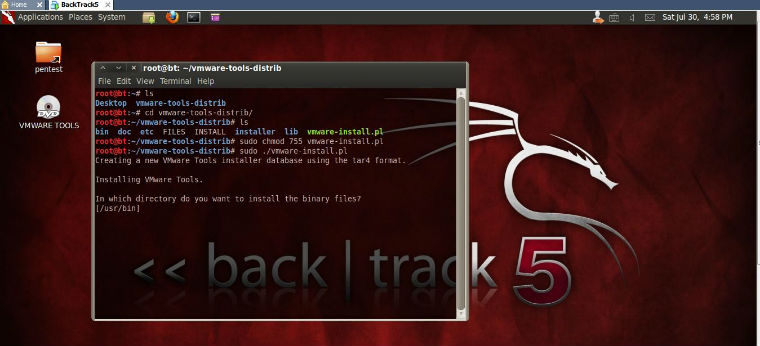 Home × BackTrack5 ×
Applications Places System Sat Jul 30, 4:58 PM
pentest
VMWARE TOOLS
DVD
root@bt: ~/vmware-tools-distrib
File Edit View Terminal Help
root@bt:~# ls
Desktop vmware-tools-distrib
root@bt:~# cd vmware-tools-distrib/
root@bt:~/vmware-tools-distrib# ls
bin doc etc FILES INSTALL installer lib vmware-install.pl
root@bt:~/vmware-tools-distrib# sudo chmod 755 vmware-install.pl
root@bt:~/vmware-tools-distrib# sudo ./vmware-install.pl
Creating a new VMware Tools installer database using the tar4 format.
Installing VMware Tools.
In which directory do you want to install the binary files?
[/usr/bin]
<< back | track 5